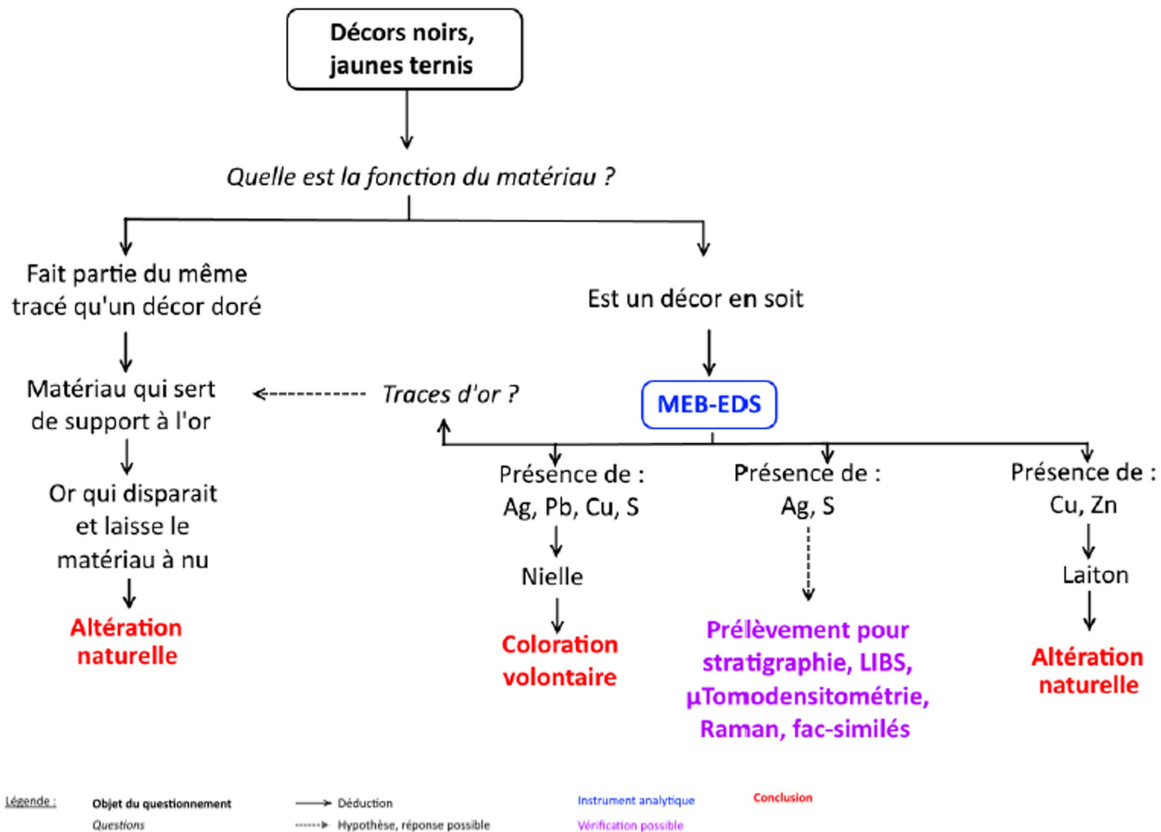 Décors noirs,
jaunes ternis
Quelle est la fonction du matériau ?
Fait partie du même
tracé qu'un décor doré
Est un décor en soit
Matériau qui sert
de support à l'or
Traces d'or ?
MEB-EDS
Or qui disparait
et laisse le
matériau à nu
Présence de :
Ag, Pb, Cu, S
Présence de :
Ag, S
Présence de :
Cu, Zn
Nielle
Laiton
Altération
naturelle
Coloration
volontaire
Prélèvement pour
stratigraphie, LIBS,
µTomodensitométrie,
Raman, fac-similés
Altération
naturelle
Légende :
Objet du questionnement
Déduction
Instrument analytique
Conclusion
Questions
Hypothèse, réponse possible
Vérification possible